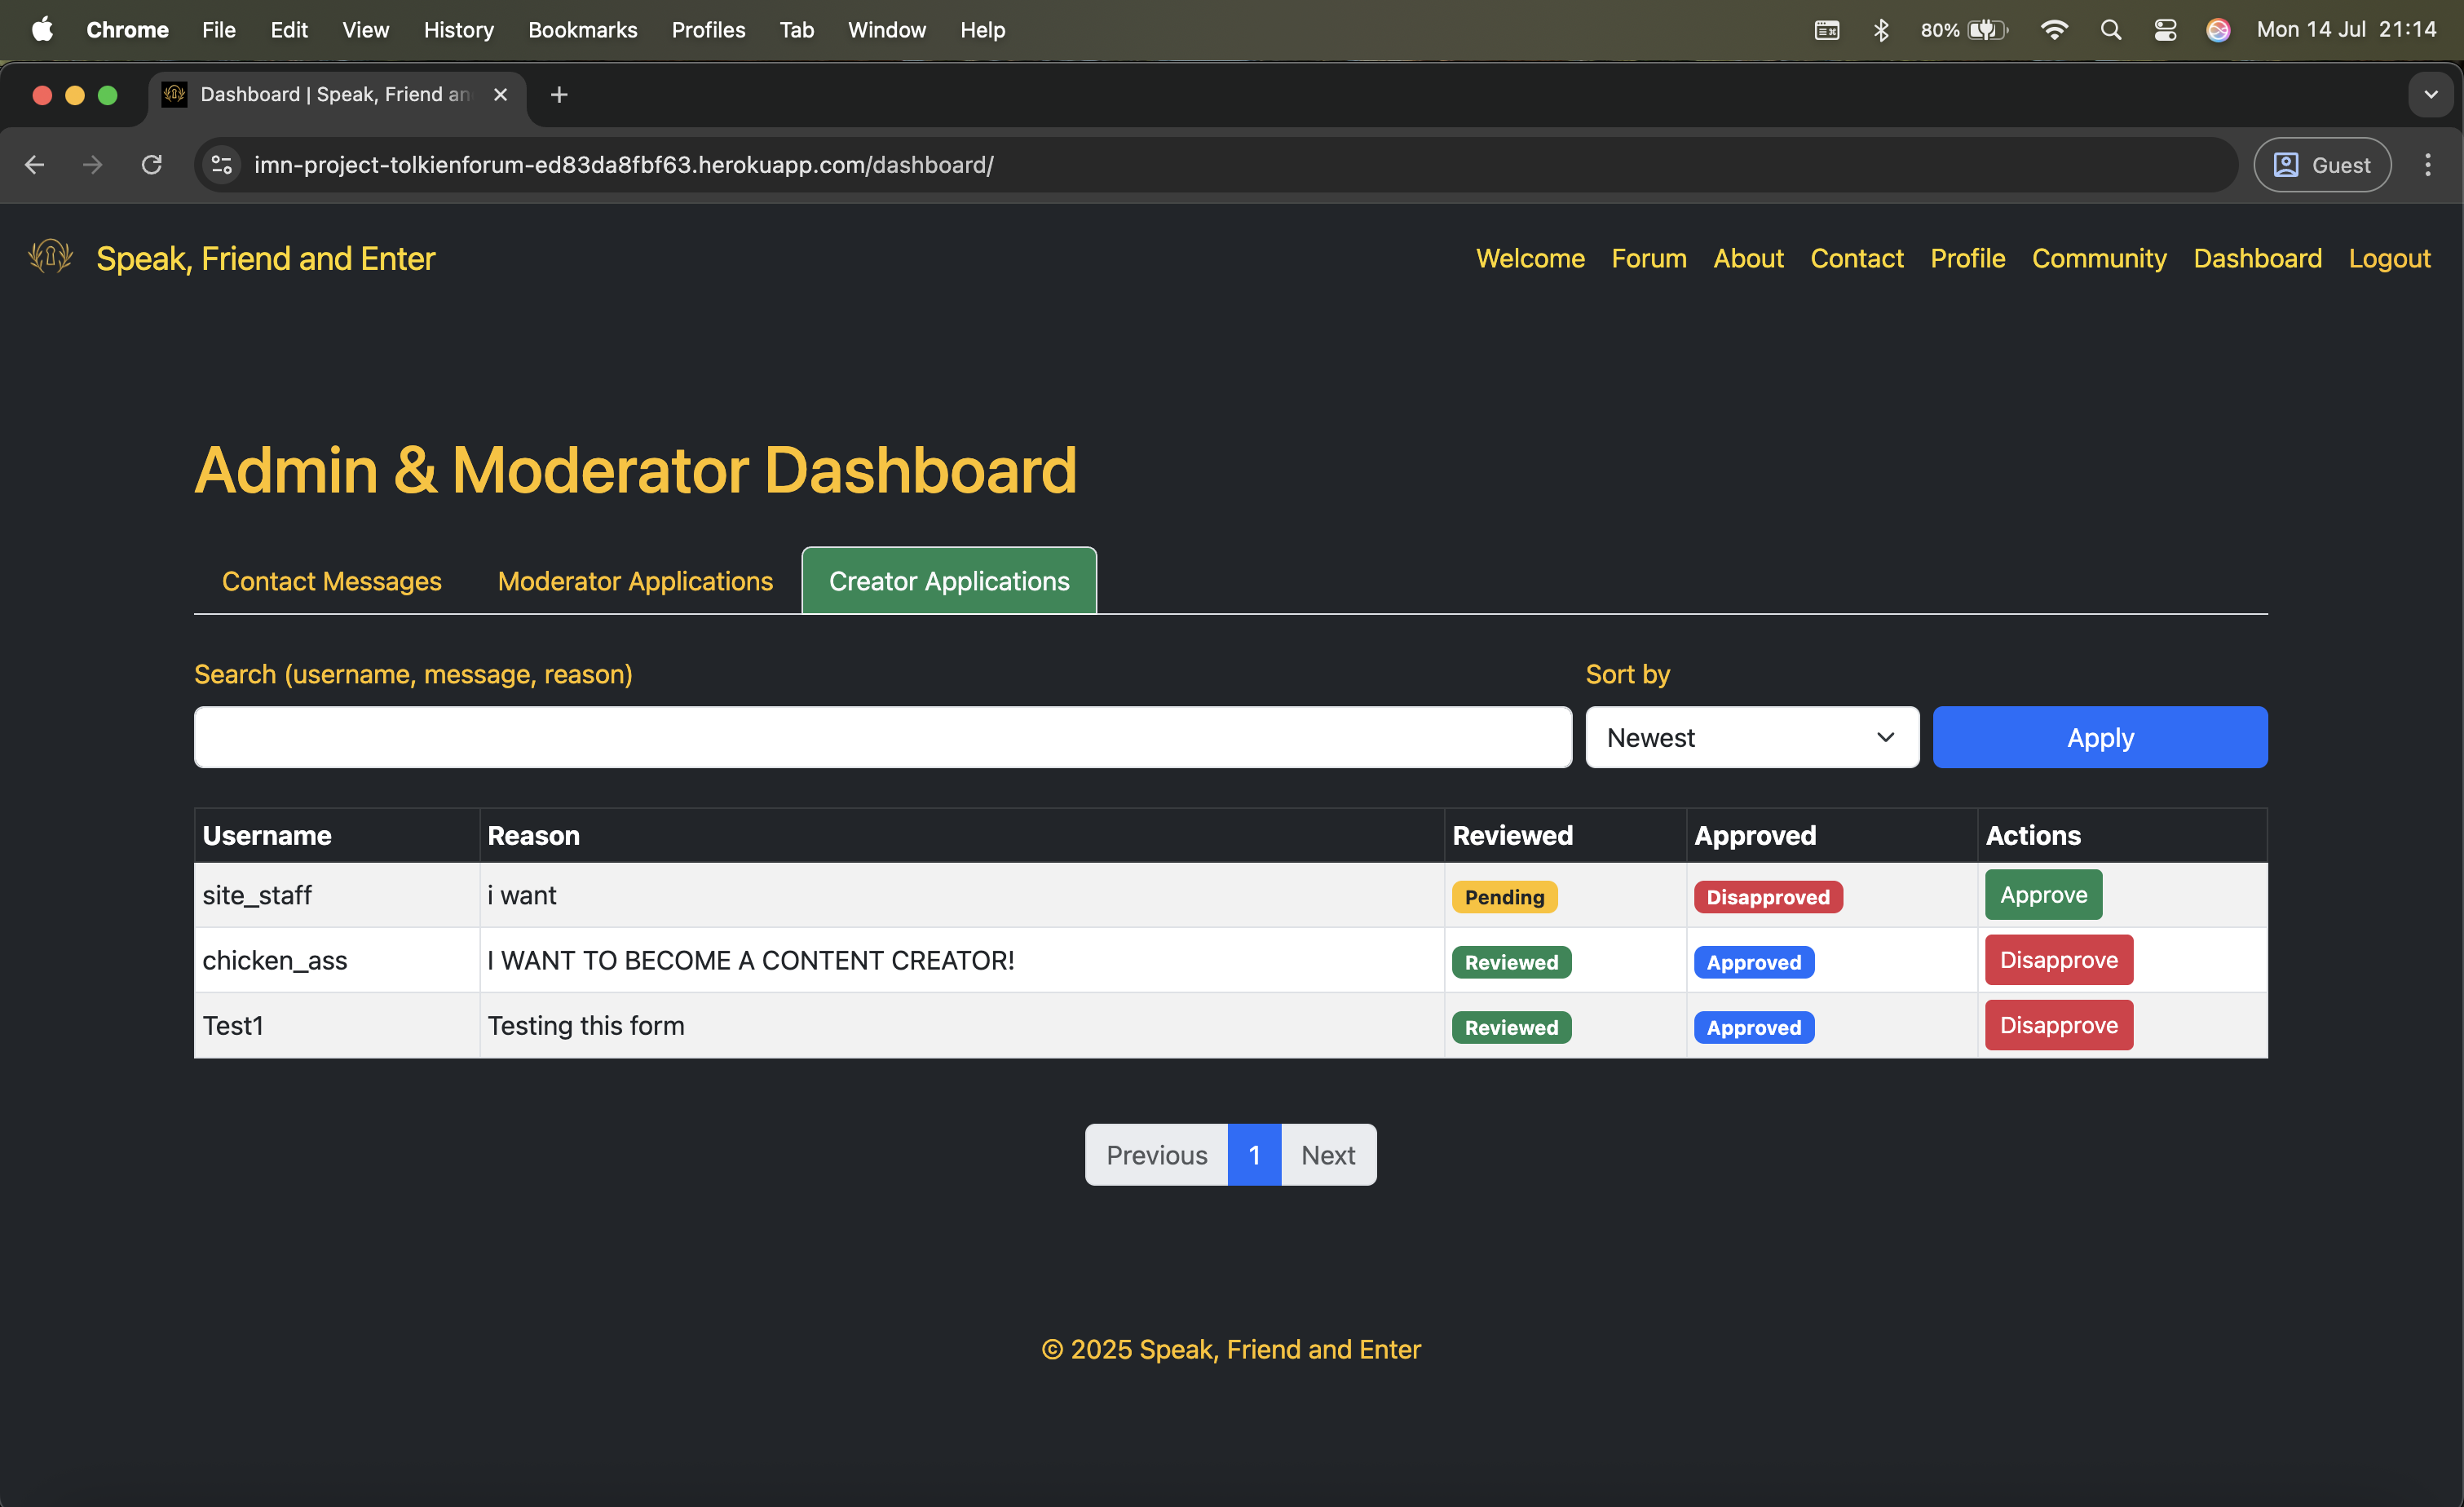 Chrome File Edit View History Bookmarks Profiles Tab Window Help 80% Mon 14 Jul 21:14
Dashboard | Speak, Friend an
imn-project-tolkienforum-ed83da8fbf63.herokuapp.com/dashboard/ Guest
Speak, Friend and Enter Welcome Forum About Contact Profile Community Dashboard Logout
Admin & Moderator Dashboard
Contact Messages Moderator Applications Creator Applications
Search (username, message, reason) Sort by
Newest Apply
Username Reason Reviewed Approved Actions
site_staff i want Pending Disapproved Approve
chicken_ass I WANT TO BECOME A CONTENT CREATOR! Reviewed Approved Disapprove
Test1 Testing this form Reviewed Approved Disapprove
Previous 1 Next
© 2025 Speak, Friend and Enter